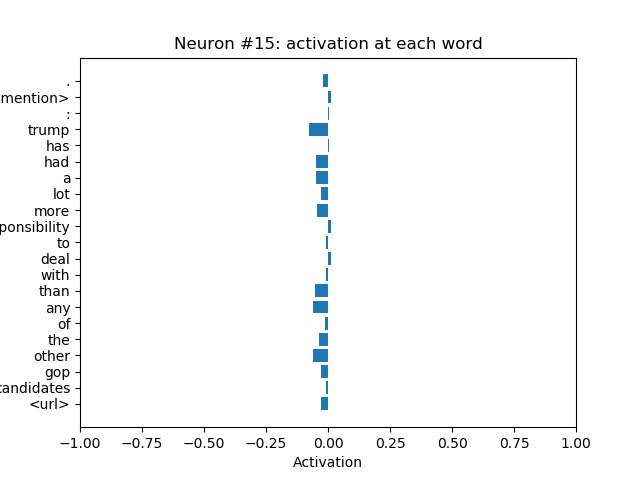 Neuron #15: activation at each word
.
mention>
:
trump
has
had
a
lot
more
ponsibility
to
deal
with
than
any
of
the
other
gop
candidates
<url>
−1.00 −0.75 −0.50 −0.25 0.00 0.25 0.50 0.75 1.00
Activation